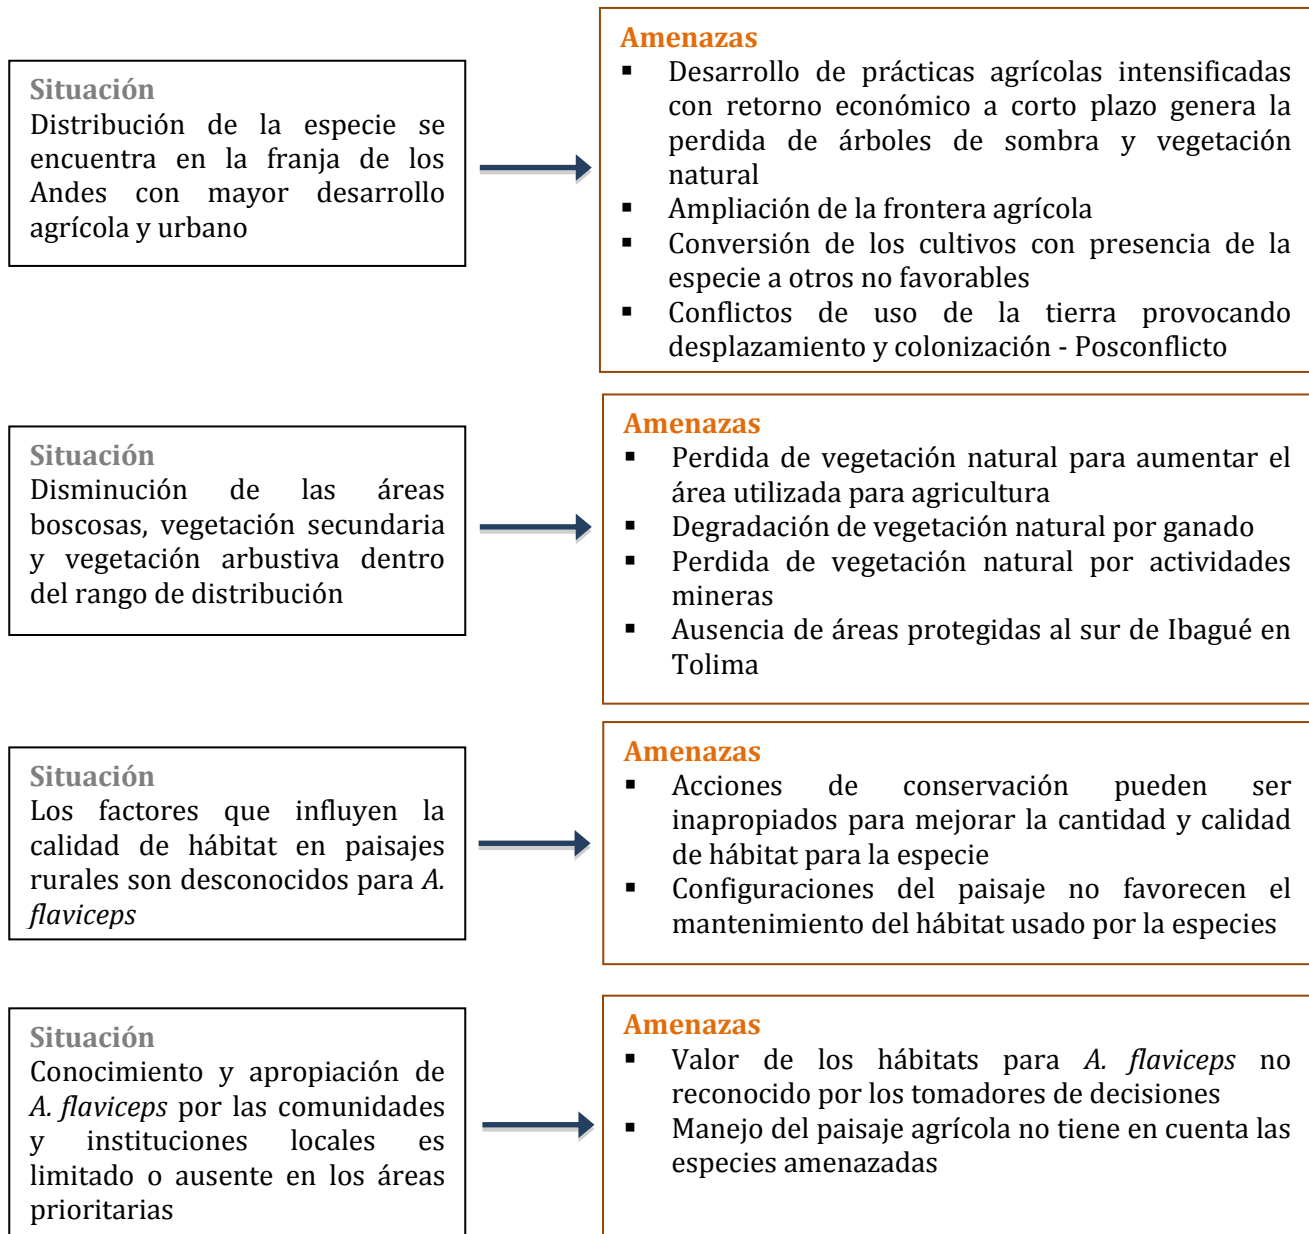 Situación
Distribución de la especie se
encuentra en la franja de los
Andes con mayor desarrollo
agrícola y urbano
Amenazas
▪ Desarrollo de prácticas agrícolas intensificadas
con retorno económico a corto plazo genera la
perdida de árboles de sombra y vegetación
natural
▪ Ampliación de la frontera agrícola
▪ Conversión de los cultivos con presencia de la
especie a otros no favorables
▪ Conflictos de uso de la tierra provocando
desplazamiento y colonización - Posconflicto
Situación
Disminución de las áreas
boscosas, vegetación secundaria
y vegetación arbustiva dentro
del rango de distribución
Amenazas
▪ Perdida de vegetación natural para aumentar el
área utilizada para agricultura
▪ Degradación de vegetación natural por ganado
▪ Perdida de vegetación natural por actividades
mineras
▪ Ausencia de áreas protegidas al sur de Ibagué en
Tolima
Situación
Los factores que influyen la
calidad de hábitat en paisajes
rurales son desconocidos para A.
flaviceps
Amenazas
▪ Acciones de conservación pueden ser
inapropiados para mejorar la cantidad y calidad
de hábitat para la especie
▪ Configuraciones del paisaje no favorecen el
mantenimiento del hábitat usado por la especies
Situación
Conocimiento y apropiación de
A. flaviceps por las comunidades
y instituciones locales es
limitado o ausente en los áreas
prioritarias
Amenazas
▪ Valor de los hábitats para A. flaviceps no
reconocido por los tomadores de decisiones
▪ Manejo del paisaje agrícola no tiene en cuenta las
especies amenazadas